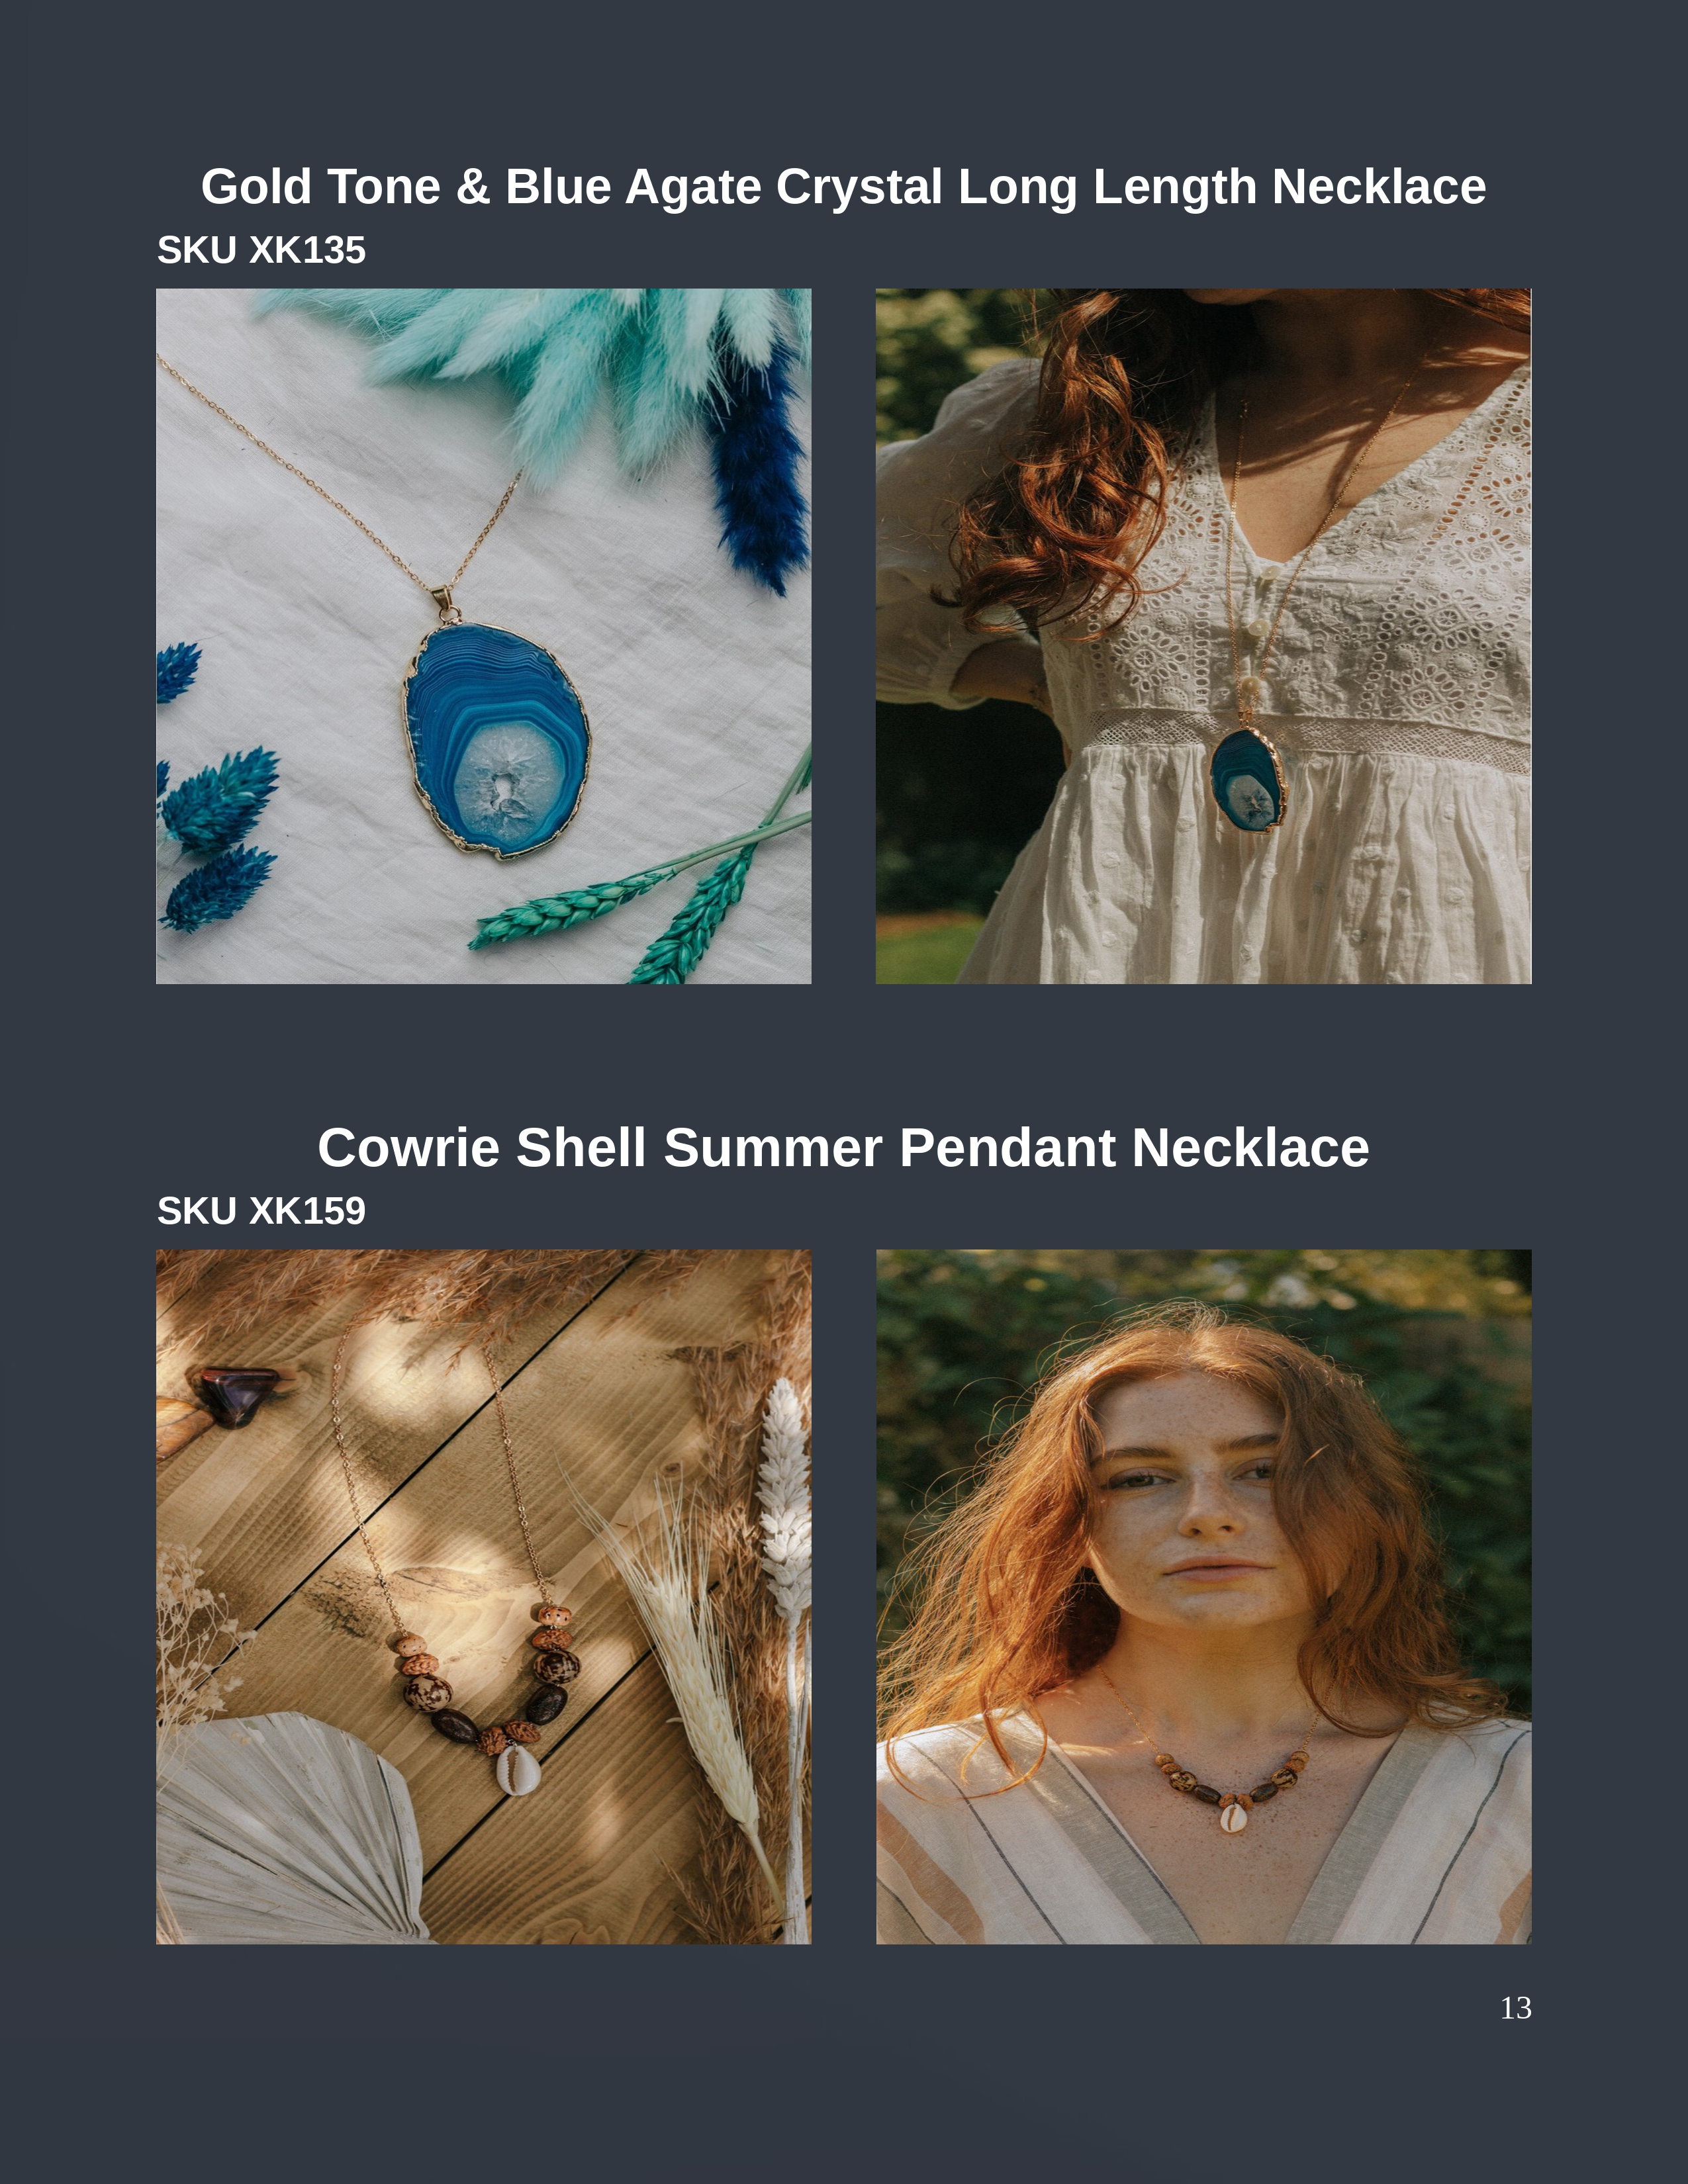 Gold Tone & Blue Agate Crystal Long Length Necklace
SKU XK135
Cowrie Shell Summer Pendant Necklace
SKU XK159
13